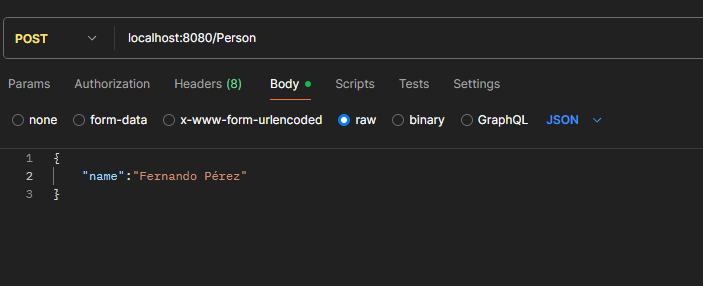 POST localhost:8080/Person
Params Authorization Headers (8) Body Scripts Tests Settings
none form-data x-www-form-urlencoded raw binary GraphQL JSON
1 {
2 "name":"Fernando Pérez"
3 }